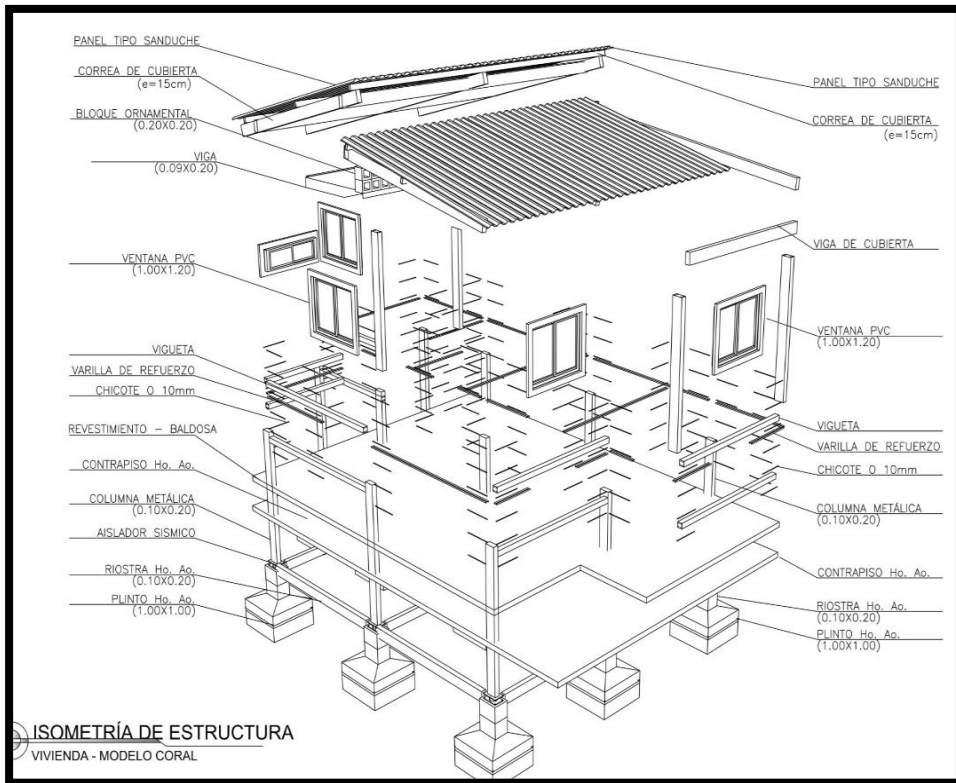 PANEL TIPO SANDUCHE
CORREA DE CUBIERTA
(e=15cm)
BLOQUE ORNAMENTAL
(0.20X0.20)
VIGA
(0.09X0.20)
VENTANA PVC
(1.00X1.20)
VIGUETA
VARILLA DE REFUERZO
CHICOTE O 10mm
REVESTIMIENTO - BALDOSA
CONTRAPISO Ho. Ao.
COLUMNA METÁLICA
(0.10X0.20)
AISLADOR SISMICO
RIOSTRA Ho. Ao.
(0.10X0.20)
PLINTO Ho. Ao.
(1.00X1.00)
PANEL TIPO SANDUCHE
CORREA DE CUBIERTA
(e=15cm)
VIGA DE CUBIERTA
VENTANA PVC
(1.00X1.20)
VIGUETA
VARILLA DE REFUERZO
CHICOTE O 10mm
COLUMNA METÁLICA
(0.10X0.20)
CONTRAPISO Ho. Ao.
RIOSTRA Ho. Ao.
(0.10X0.20)
PLINTO Ho. Ao.
(1.00X1.00)
ISOMETRÍA DE ESTRUCTURA
VIVIENDA - MODELO CORAL